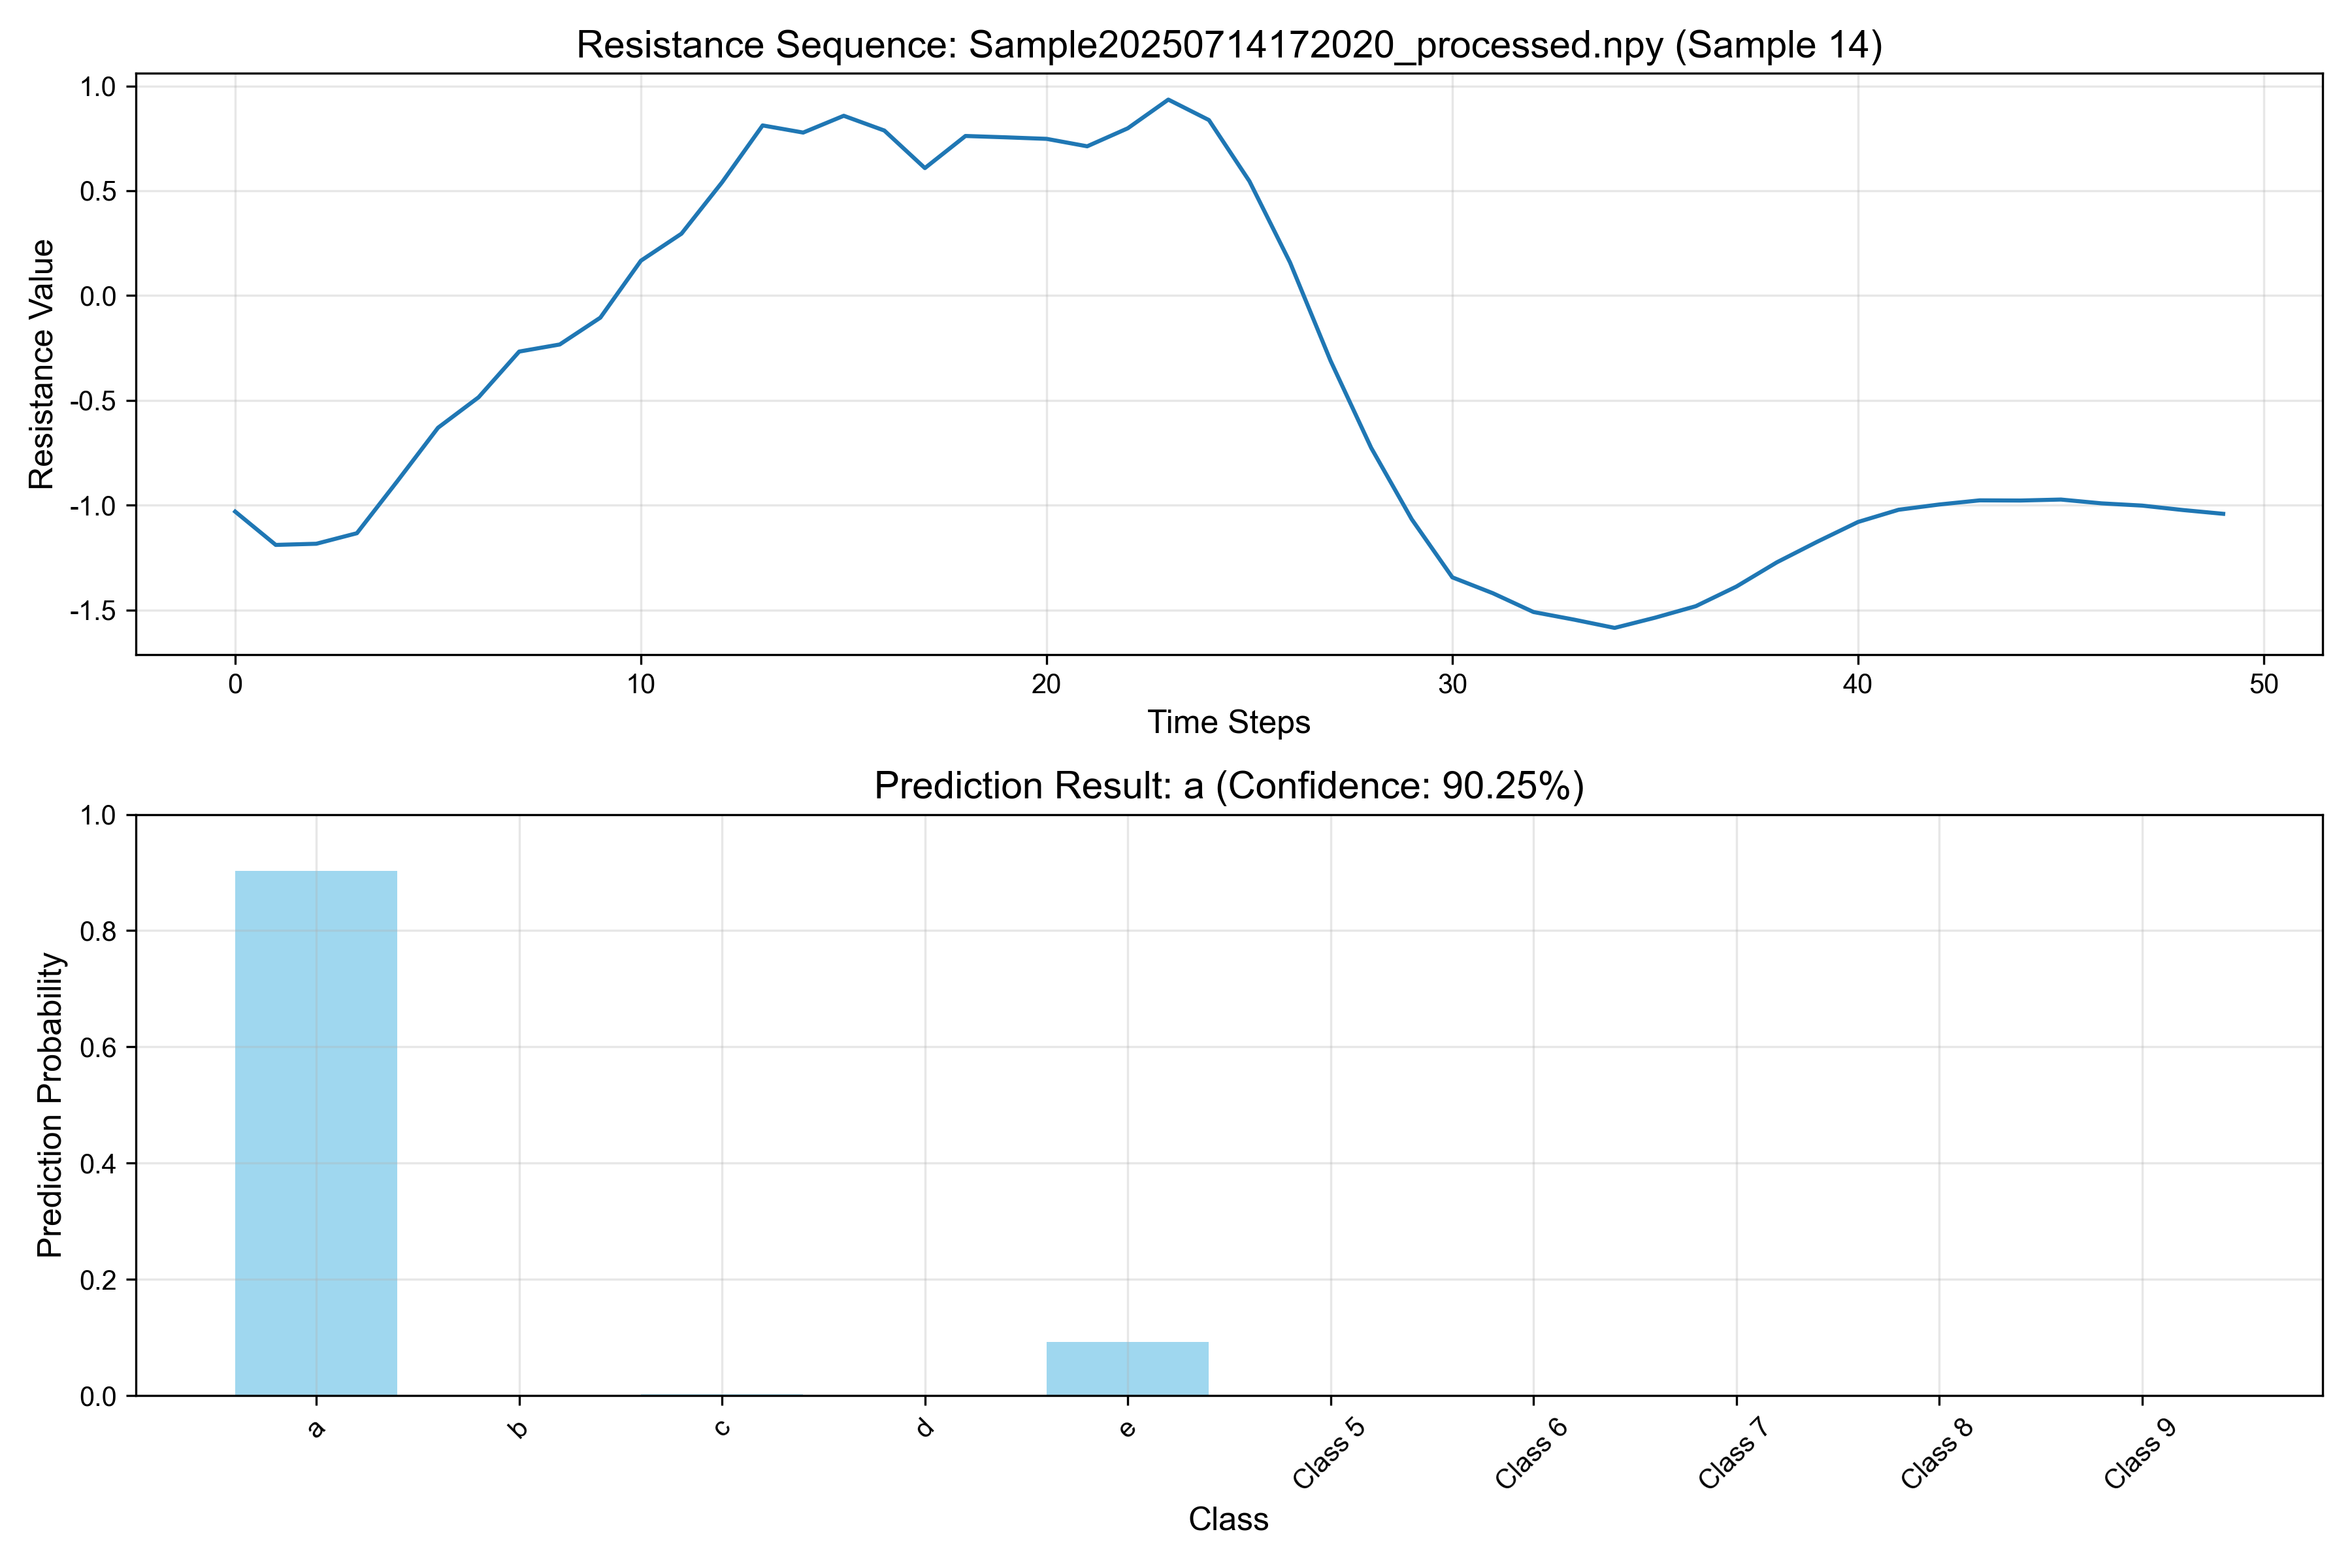 Resistance Sequence: Sample20250714172020_processed.npy (Sample 14)
Resistance Value
1.0
0.5
0.0
-0.5
-1.0
-1.5
0 10 20 30 40 50
Time Steps
Prediction Result: a (Confidence: 90.25%)
Prediction Probability
1.0
0.8
0.6
0.4
0.2
0.0
a b c d e Class 5 Class 6 Class 7 Class 8 Class 9
Class